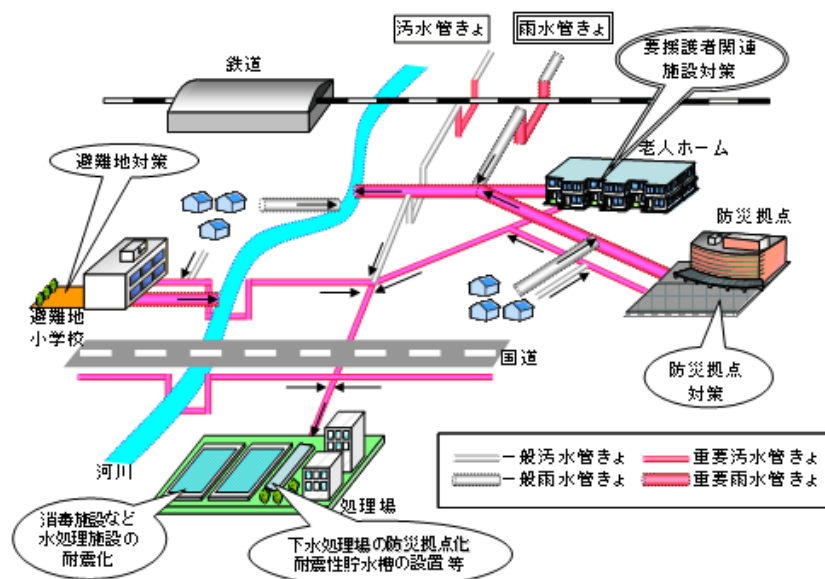 汚水管きょ
雨水管きょ
要援護者関連
施設対策
鉄道
避難地対策
老人ホーム
防災拠点
避難地
小学校
国道
防災拠点
対策
河川
一般汚水管きょ
重要汚水管きょ
一般雨水管きょ
重要雨水管きょ
処理場
消毒施設など
水処理施設の
耐震化
下水処理場の防災拠点化
耐震性貯水槽の設置等